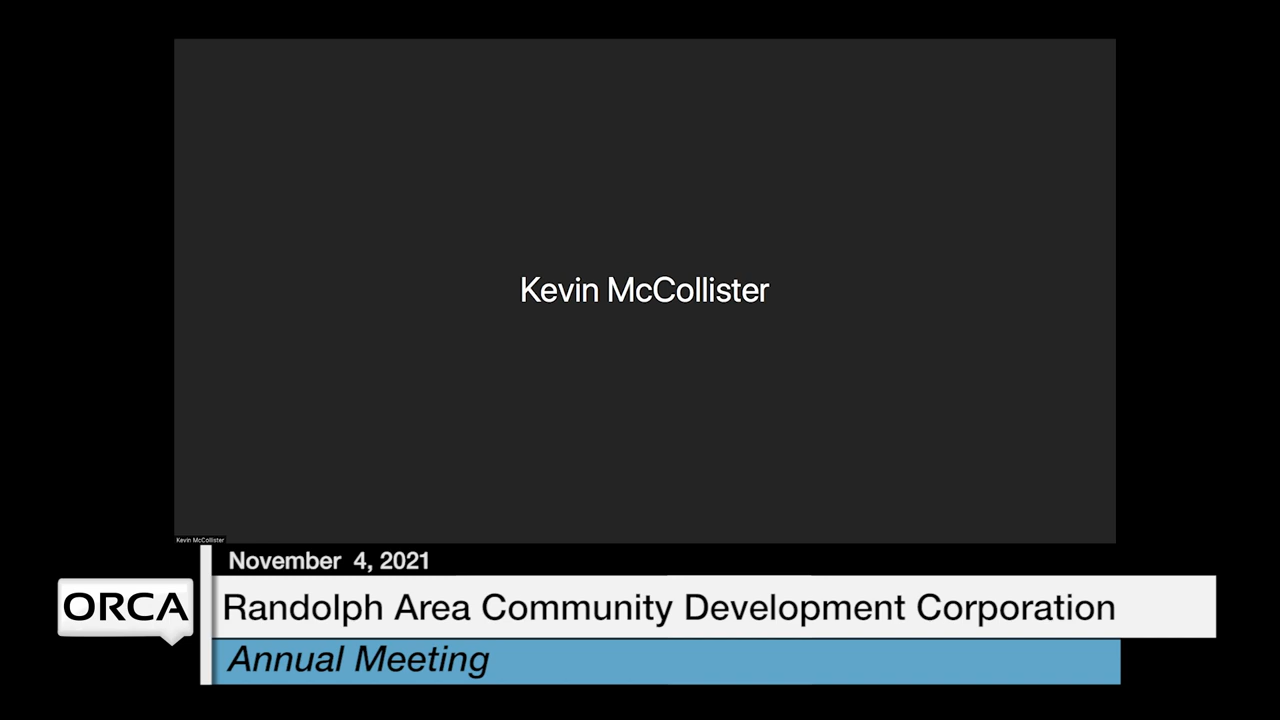 Kevin McCollister
Kevin McCollister
November 4, 2021
ORCA
Randolph Area Community Development Corporation
Annual Meeting